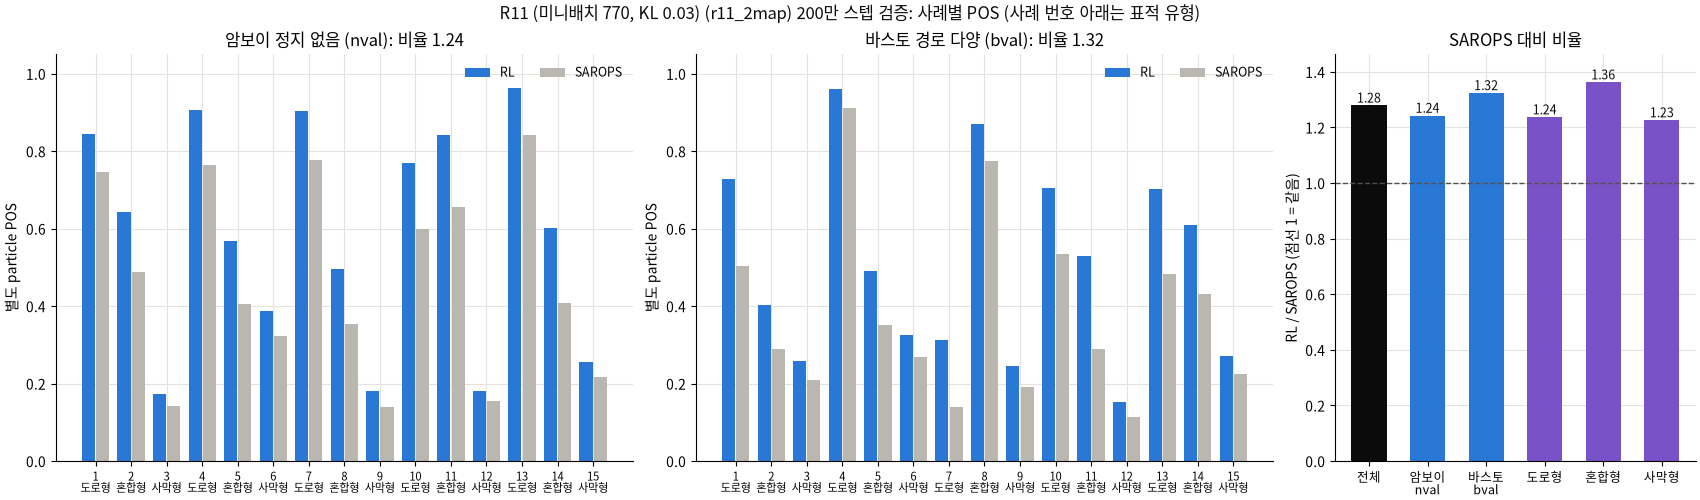 R11 (미니배치 770, KL 0.03) (r11_2map) 200만 스텝 검증: 사례별 POS (사례 번호 아래는 표적 유형)
암보이 정지 없음 (nval): 비율 1.24
RL
SAROPS
별도 particle POS
1.0
0.8
0.6
0.4
0.2
0.0
1 2 3 4 5 6 7 8 9 10 11 12 13 14 15
도로형 혼합형 사막형 도로형 혼합형 사막형 도로형 혼합형 사막형 도로형 혼합형 사막형 도로형 혼합형 사막형
바스토 경로 다양 (bval): 비율 1.32
RL
SAROPS
별도 particle POS
1.0
0.8
0.6
0.4
0.2
0.0
1 2 3 4 5 6 7 8 9 10 11 12 13 14 15
도로형 혼합형 사막형 도로형 혼합형 사막형 도로형 혼합형 사막형 도로형 혼합형 사막형 도로형 혼합형 사막형
SAROPS 대비 비율
RL / SAROPS (점선 1 = 같음)
1.4
1.2
1.0
0.8
0.6
0.4
0.2
0.0
1.28 1.24 1.32 1.24 1.36 1.23
전체 암보이 바스토 도로형 혼합형 사막형
nval bval